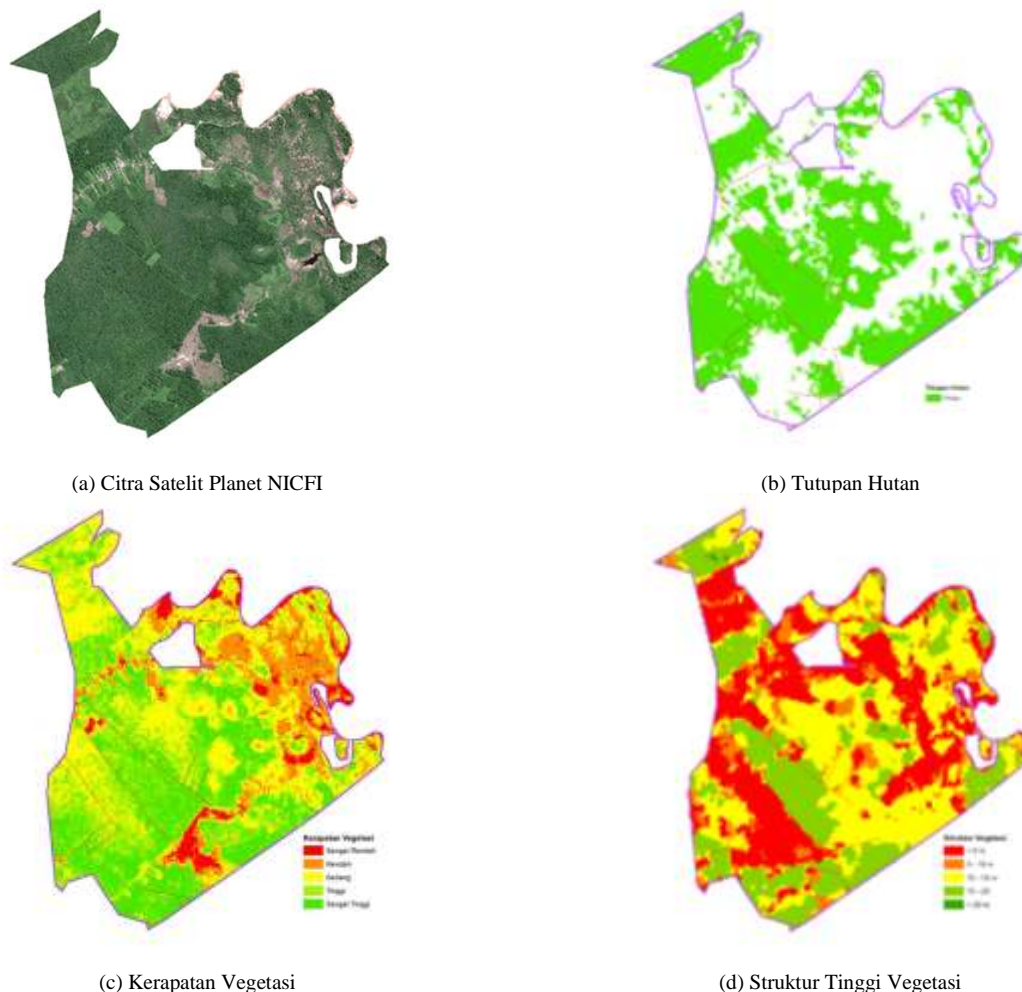 (a) Citra Satelit Planet NICFI
(b) Tutupan Hutan
Kerapatan Vegetasi
Sangat Rendah
Rendah
Sedang
Tinggi
Sangat Tinggi
Struktur Vegetasi
(c) Kerapatan Vegetasi
(d) Struktur Tinggi Vegetasi